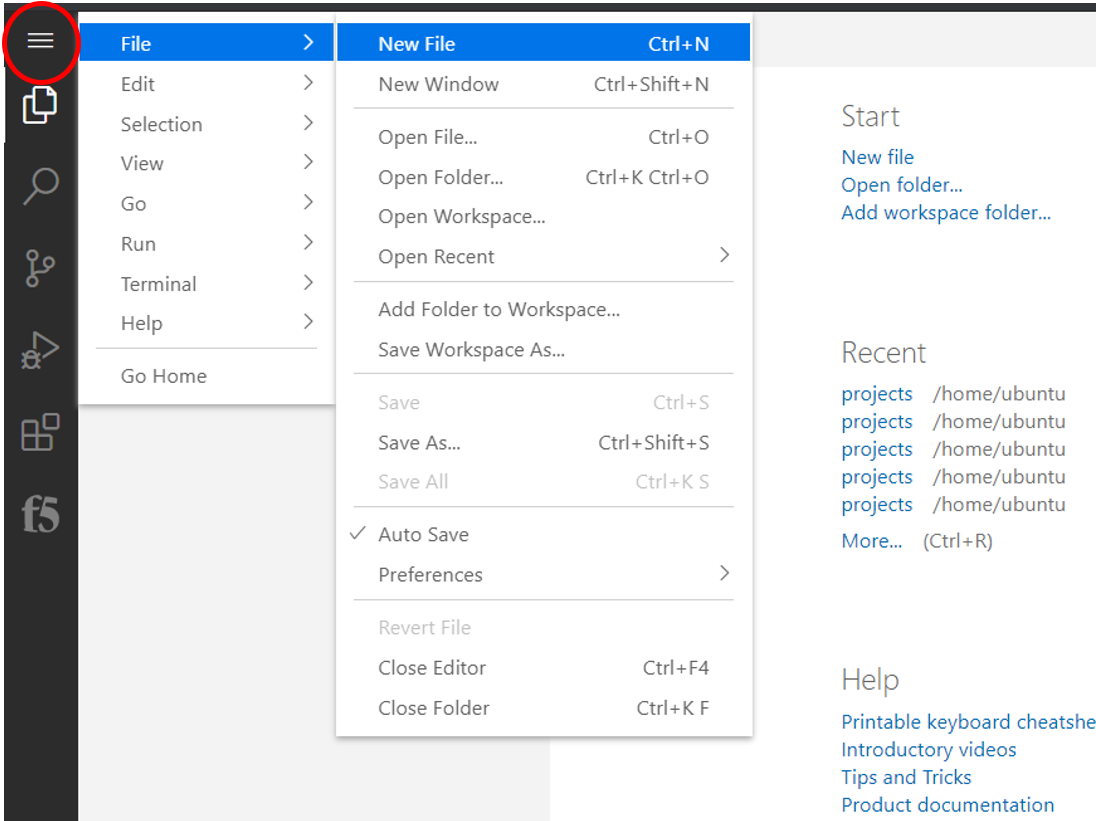 File
Edit
Selection
View
Go
Run
Terminal
Help
Go Home
New File Ctrl+N
New Window Ctrl+Shift+N
Open File... Ctrl+O
Open Folder... Ctrl+K Ctrl+O
Open Workspace...
Open Recent
Add Folder to Workspace...
Save Workspace As...
Save Ctrl+S
Save As... Ctrl+Shift+S
Save All Ctrl+K S
Auto Save
Preferences
Revert File
Close Editor Ctrl+F4
Close Folder Ctrl+K F
f5
Start
New file
Open folder...
Add workspace folder...
Recent
projects /home/ubuntu
projects /home/ubuntu
projects /home/ubuntu
projects /home/ubuntu
projects /home/ubuntu
More... (Ctrl+R)
Help
Printable keyboard cheatshe
Introductory videos
Tips and Tricks
Product documentation